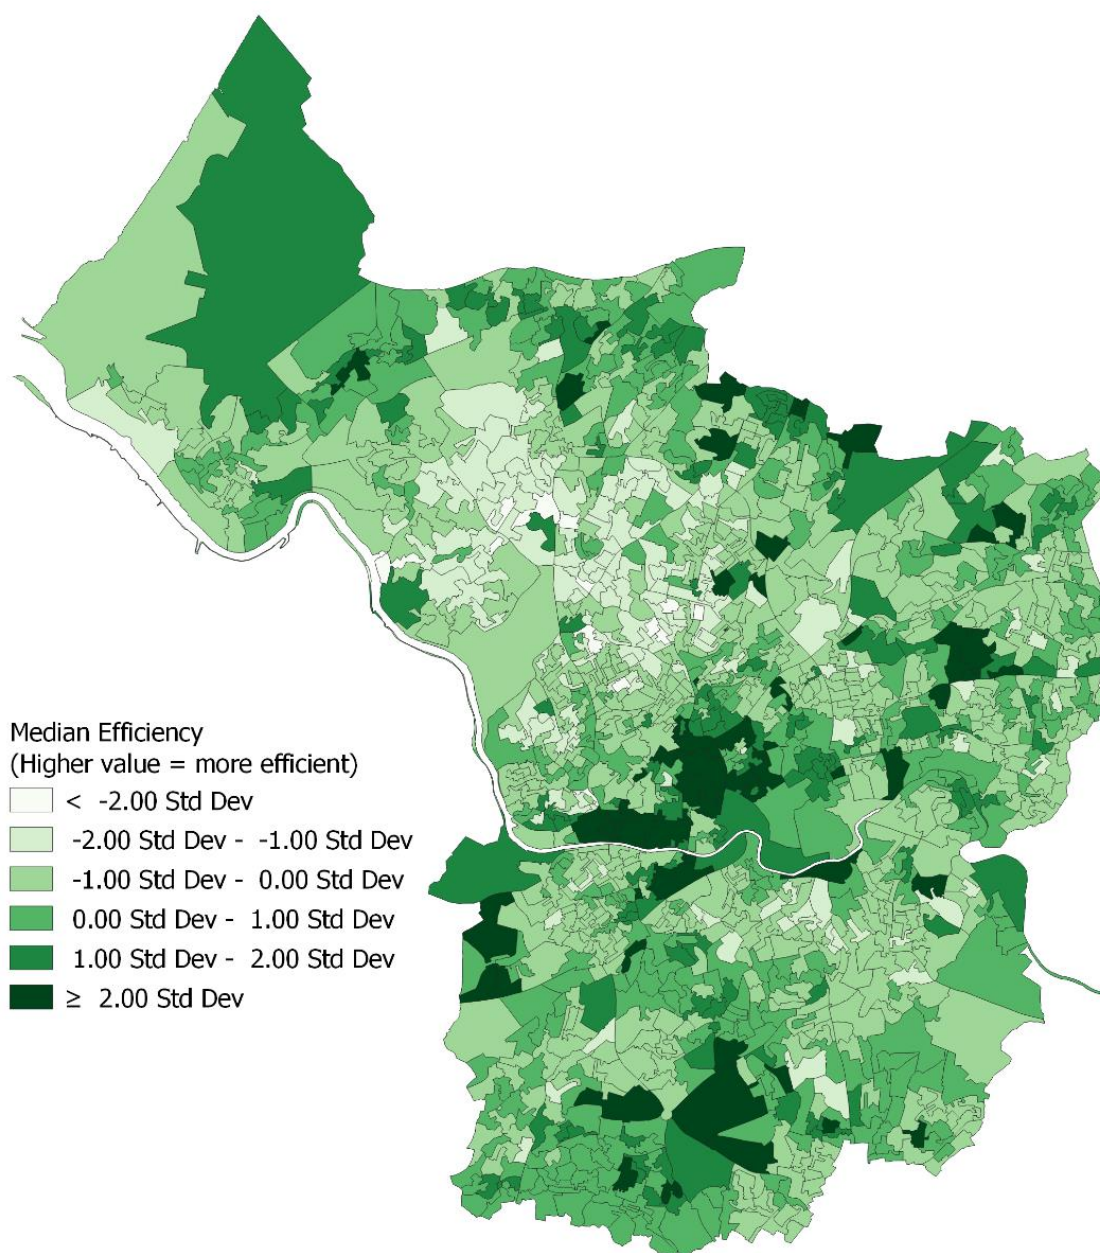 Median Efficiency
(Higher value = more efficient)
< -2.00 Std Dev
-2.00 Std Dev - -1.00 Std Dev
-1.00 Std Dev - 0.00 Std Dev
0.00 Std Dev - 1.00 Std Dev
1.00 Std Dev - 2.00 Std Dev
≥ 2.00 Std Dev